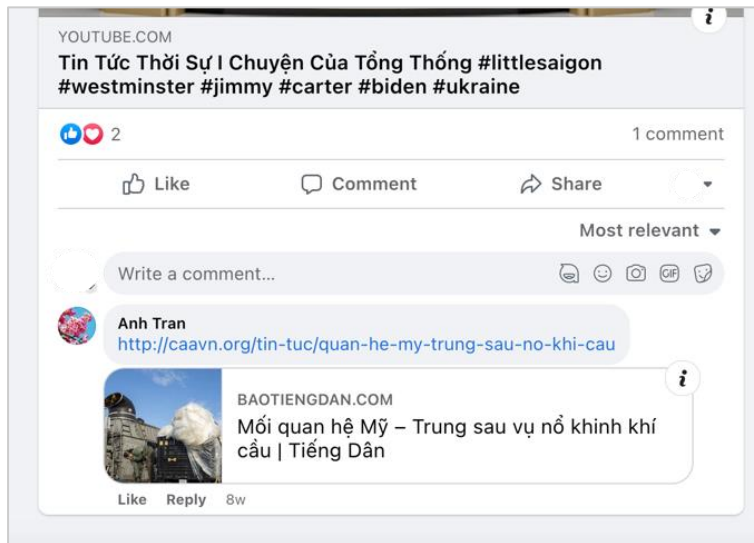 YOUTUBE.COM
Tin Tức Thời Sự I Chuyện Của Tổng Thống #littlesaigon
#westminster #jimmy #carter #biden #ukraine
2
1 comment
Like
Comment
Share
Most relevant
Write a comment...
GIF
Anh Tran
http://caavn.org/tin-tuc/quan-he-my-trung-sau-no-khi-cau
BAOTIENGDAN.COM
Mối quan hệ Mỹ – Trung sau vụ nổ khinh khí
cầu | Tiếng Dân
Like Reply 8w